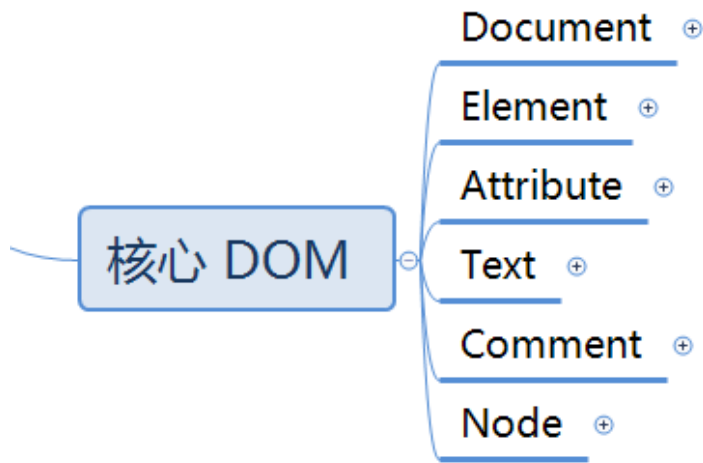 Document
Element
Attribute
核心 DOM
Text
Comment
Node